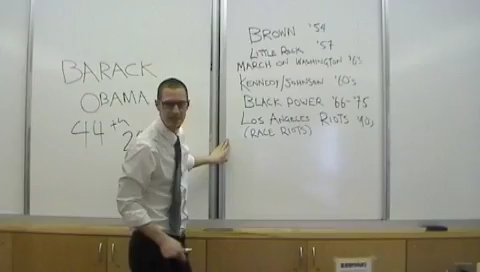 BARACK
OBAMA
44th
BROWN '54
LITTLE ROCK '57
MARCH ON WASHINGTON '63
KENNEDY/JOHNSON '60s
BLACK POWER '66-'75
LOS ANGELES RIOTS '90s
(RACE RIOTS)